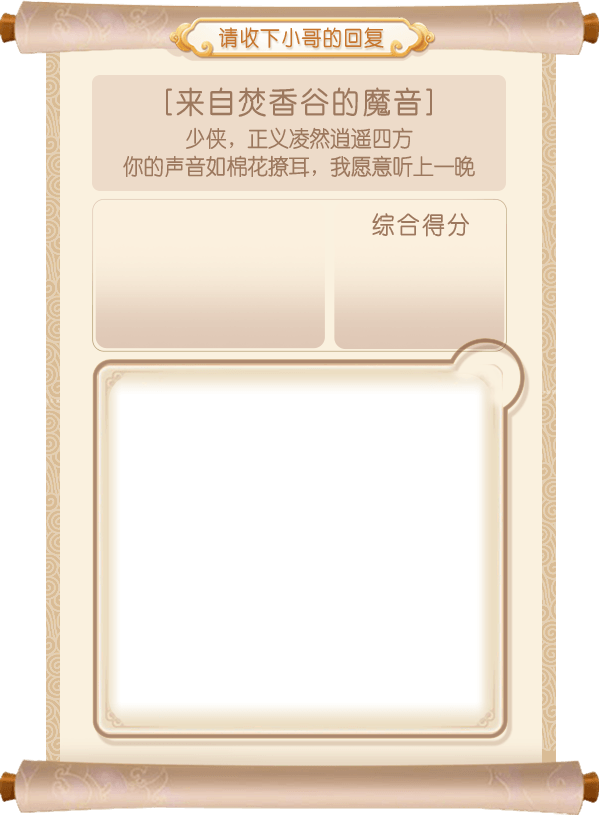 请收下小哥的回复
[来自焚香谷的魔音]
少侠，正义凌然逍遥四方
你的声音如棉花撩耳，我愿意听上一晚
综合得分